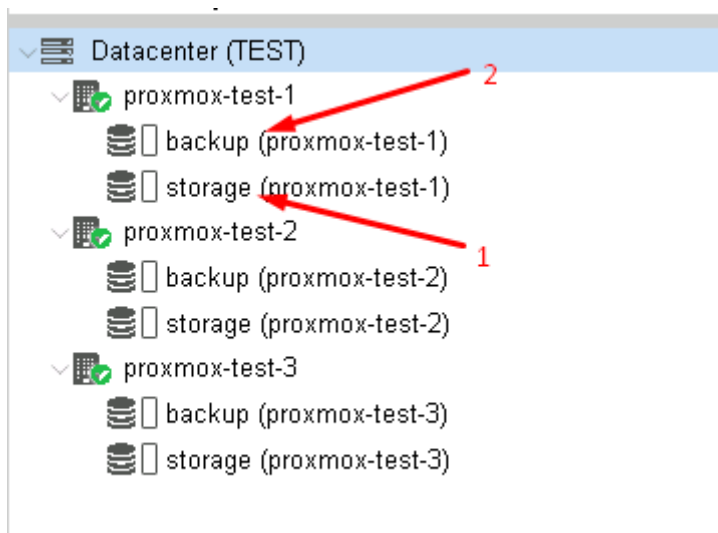 Datacenter (TEST)
2
proxmox-test-1
backup (proxmox-test-1)
storage (proxmox-test-1)
proxmox-test-2
1
backup (proxmox-test-2)
storage (proxmox-test-2)
proxmox-test-3
backup (proxmox-test-3)
storage (proxmox-test-3)